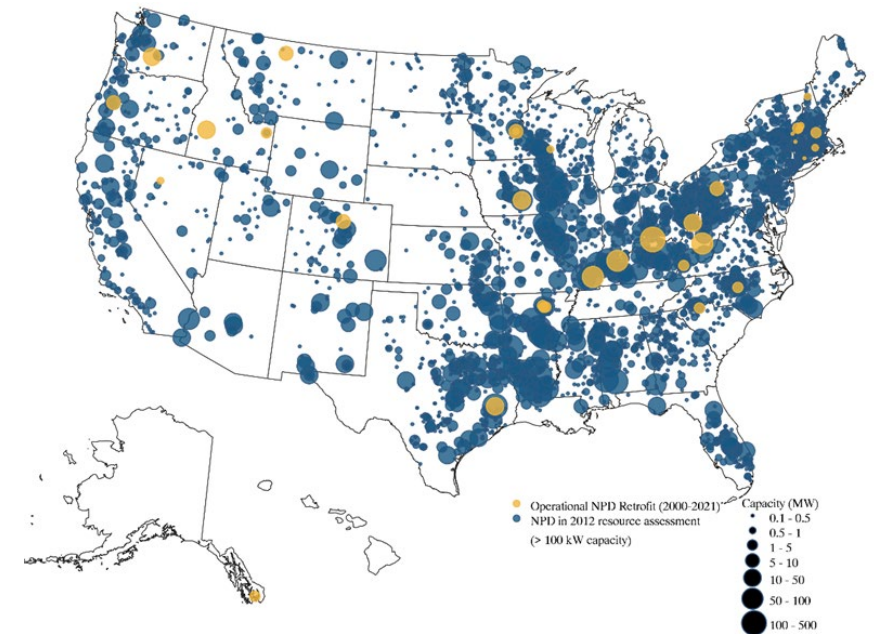 Operational NPD Retrofit (2000-2021)
NPD in 2012 resource assessment
(> 100 kW capacity)
Capacity (MW)
0.1 - 0.5
0.5 - 1
1 - 5
5 - 10
10 - 50
50 - 100
100 - 500